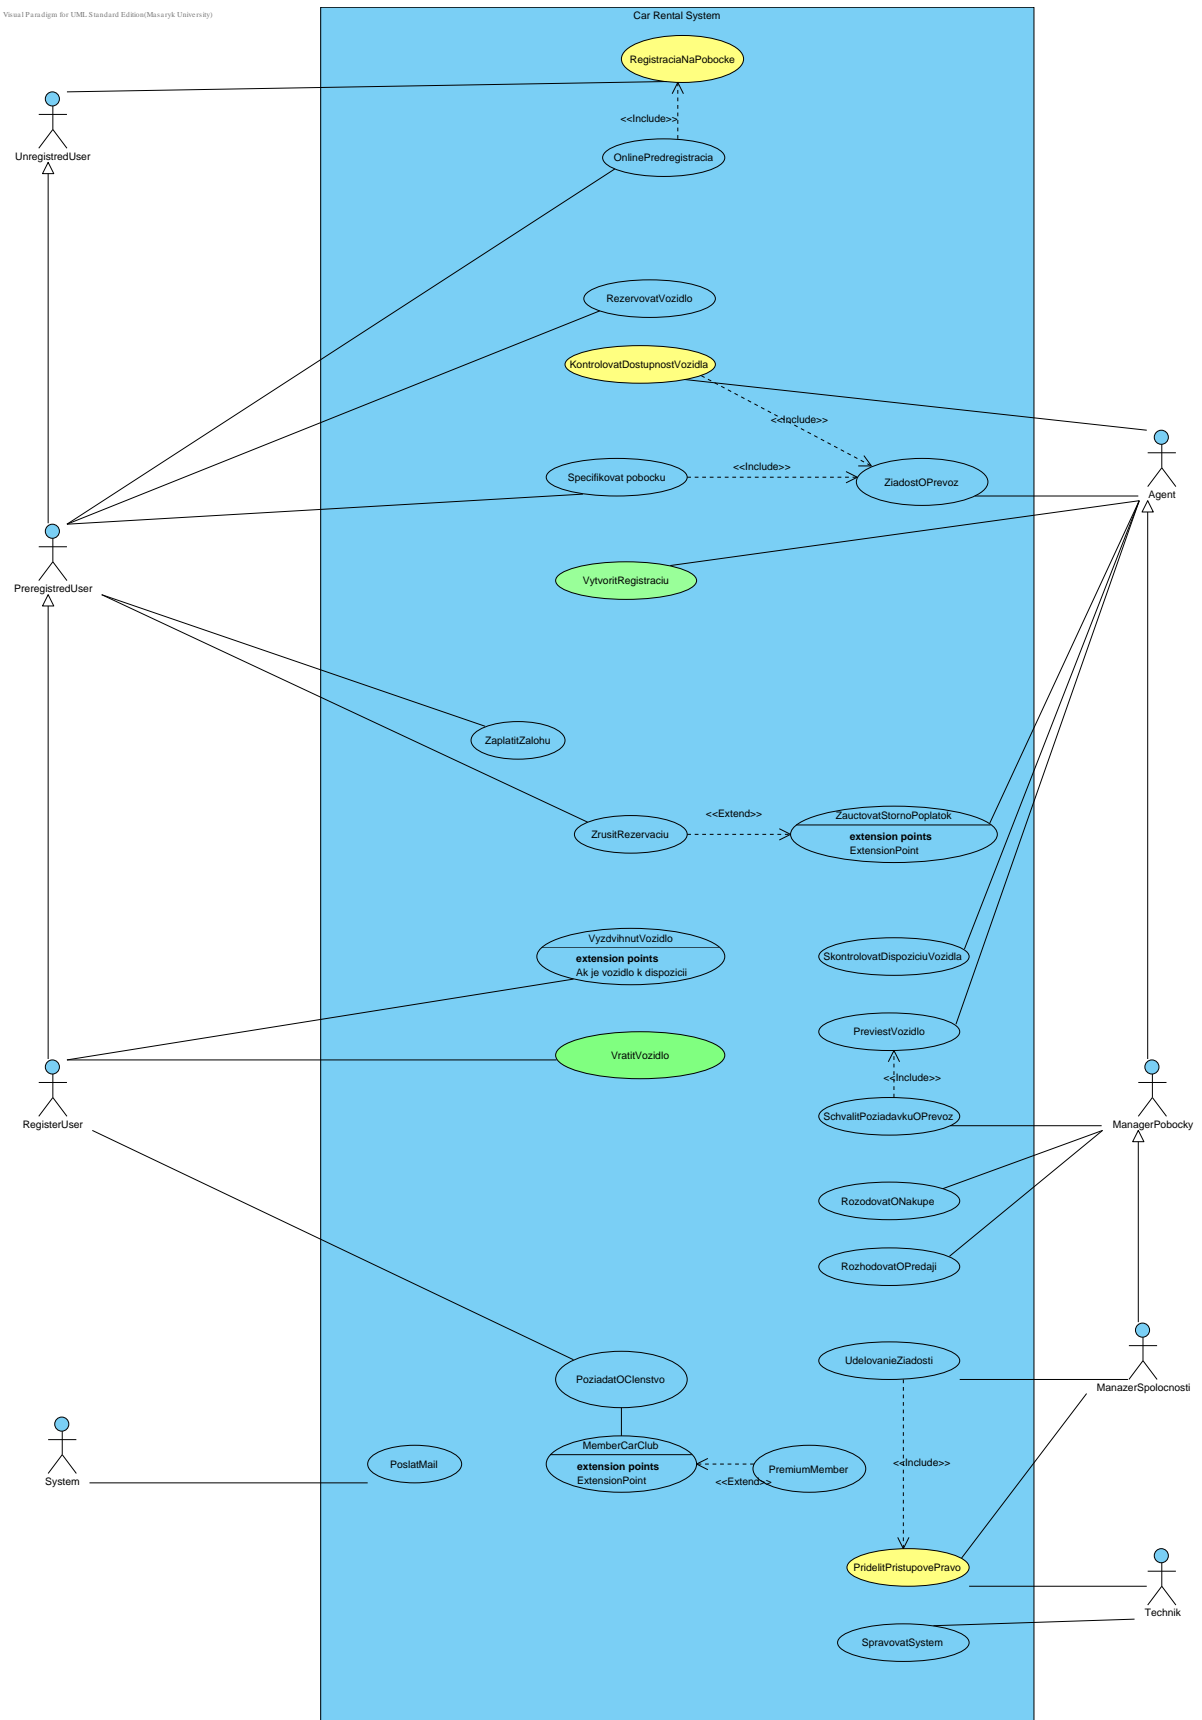 Visual Paradigm for UML Standard Edition(Masaryk University)
Car Rental System
RegistraciaNaPobocke
<<Include>>
UnregistredUser
OnlinePredregistracia
RezervovatVozidlo
KontrolovatDostupnostVozidla
<<Include>>
<<Include>>
Specifikovat pobocku
ZiadostOPrevoz
Agent
VytvoritRegistraciu
PreregistredUser
ZaplatitZalohu
<<Extend>>
ZrusitRezervaciu
ZauctovatStornoPoplatok
extension points
ExtensionPoint
VyzdvihnutVozidlo
extension points
Ak je vozidlo k dispozicii
SkontrolovatDispoziciuVozidla
PreviestVozidlo
VratitVozidlo
<<Include>>
RegisterUser
SchvalitPoziadavkuOPrevoz
ManagerPobocky
RozodovatONakupe
RozhodovatOPredaji
UdelovanieZiadosti
PoziadatOClenstvo
ManazerSpolocnosti
MemberCarClub
extension points
ExtensionPoint
<<Extend>>
PremiumMember
<<Include>>
PoslatMail
System
PridelitPristupovePravo
Technik
SpravovatSystem